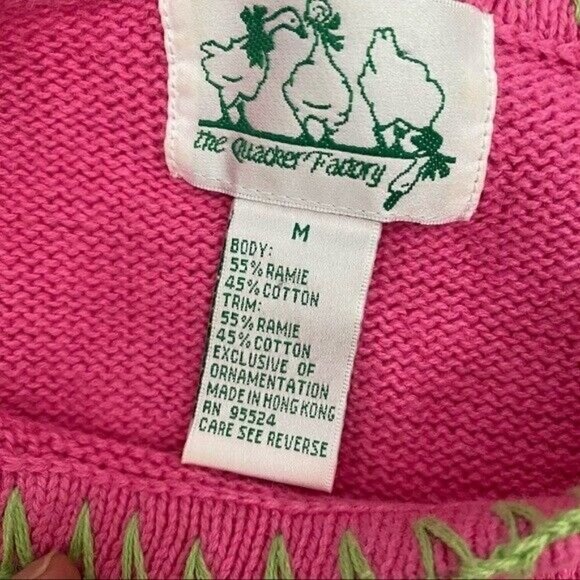 the Quacker Factory
M
BODY:
55% RAMIE
45% COTTON
TRIM:
55% RAMIE
45% COTTON
EXCLUSIVE OF
ORNAMENTATION
MADE IN HONG KONG
RN 95524
CARE SEE REVERSE